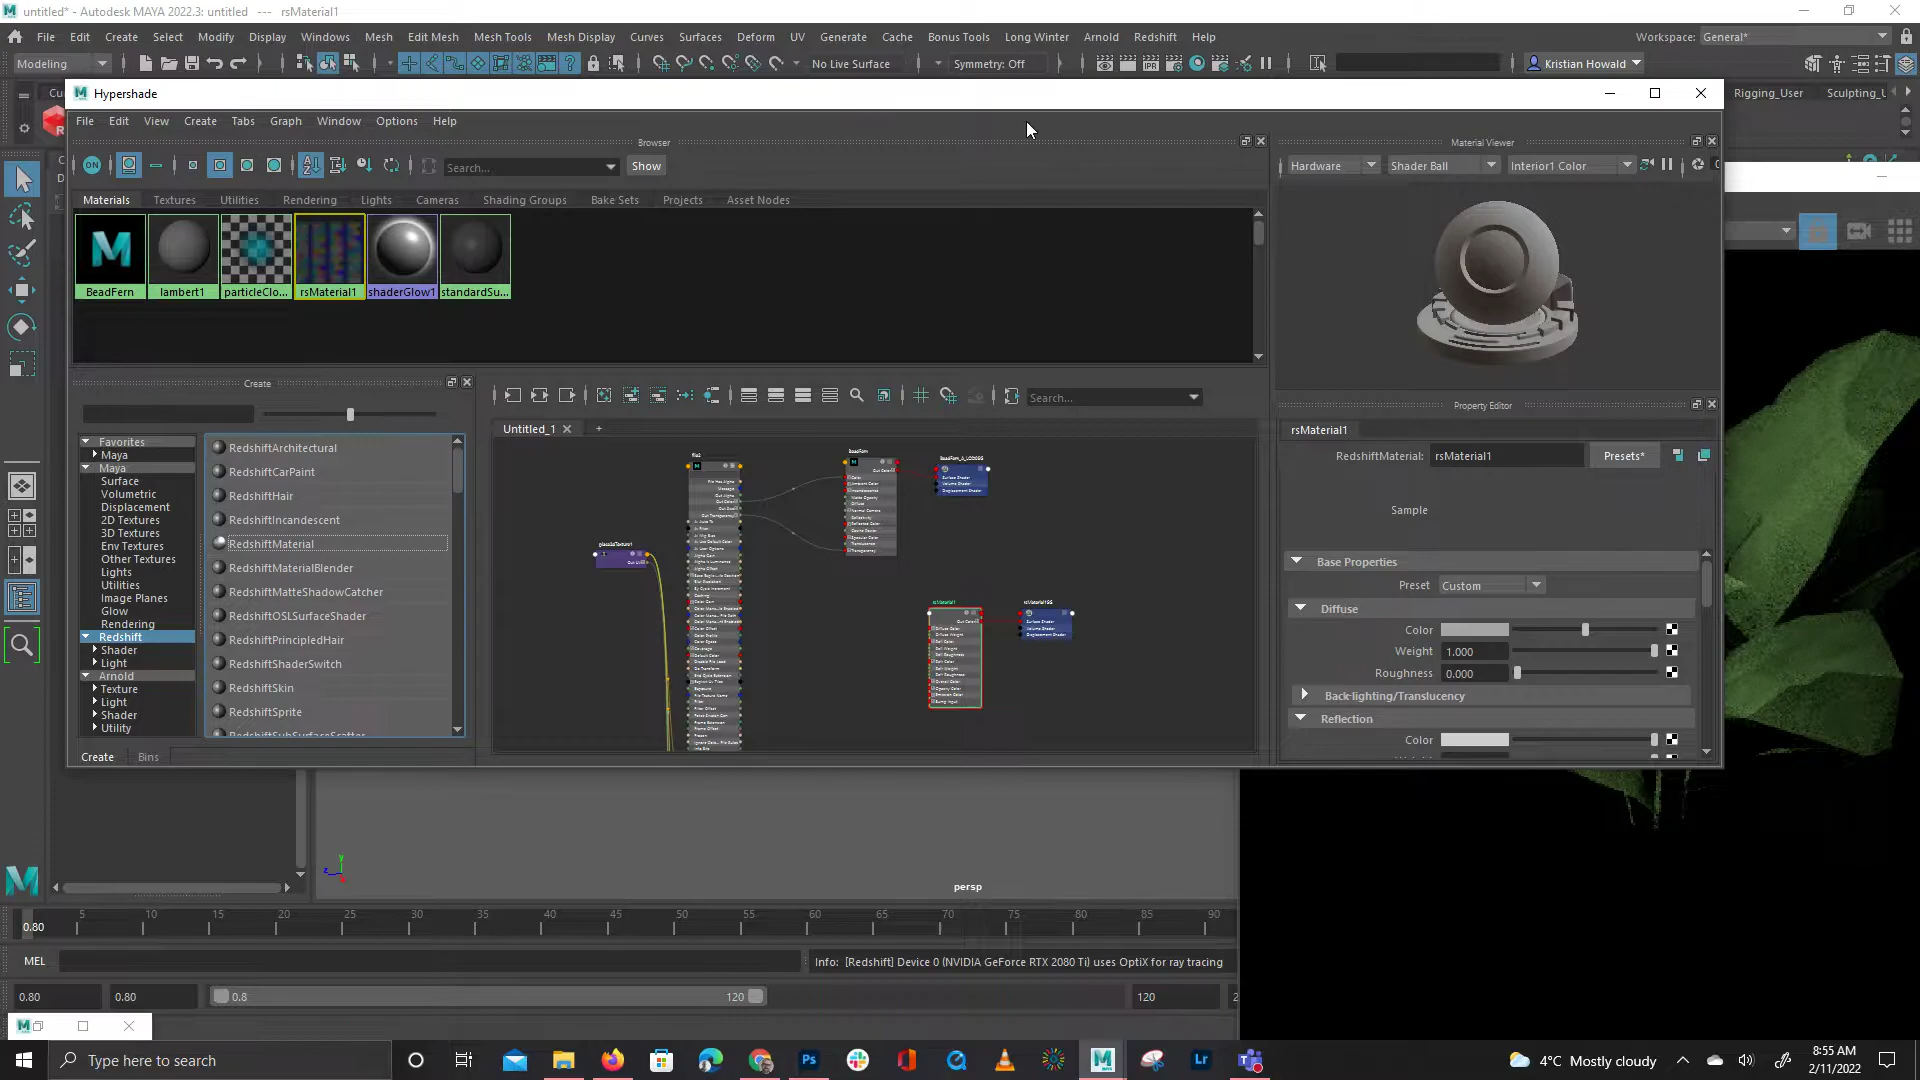 untitled* - Autodesk MAYA 2022.3: untitled --- rsMaterial1
File Edit Create Select Modify Display Windows Mesh Edit Mesh Mesh Tools Mesh Display Curves Surfaces Deform UV Generate Cache Bonus Tools Long Winter Arnold Redshift Help
Workspace: General*
Modeling
No Live Surface
Symmetry: Off
Kristian Howald
Rigging_User
Hypershade
File Edit View Create Tabs Graph Window Options Help
Browser
Material Viewer
ON
Search...
Show
Hardware
Shader Ball
Interior1 Color
Materials Textures Utilities Rendering Lights Cameras Shading Groups Bake Sets Projects Asset Nodes
BeadFern lambert1 particleClo... rsMaterial1 shaderGlow1 standardSu...
Create
Search...
Property Editor
Untitled_1
rsMaterial1
RedshiftMaterial: rsMaterial1
Presets*
Sample
Favorites
Maya
Maya
Surface
Volumetric
Displacement
2D Textures
3D Textures
Env Textures
Other Textures
Lights
Utilities
Image Planes
Glow
Rendering
Redshift
Shader
Light
Arnold
Texture
Light
Shader
Utility
RedshiftArchitectural
RedshiftCarPaint
RedshiftHair
RedshiftIncandescent
RedshiftMaterial
RedshiftMaterialBlender
RedshiftMatteShadowCatcher
RedshiftOSLSurfaceShader
RedshiftPrincipledHair
RedshiftShaderSwitch
RedshiftSkin
RedshiftSprite
Base Properties
Preset Custom
Diffuse
Color
Weight 1.000
Roughness 0.000
Back-lighting/Translucency
Reflection
Color
Create Bins
persp
5 10 15 20 25 30 35 40 45 50 55 60 65 70 75 80 85 90
0.80
MEL
Info: [Redshift] Device 0 (NVIDIA GeForce RTX 2080 Ti) uses OptiX for ray tracing
0.80 0.80 0.8 120 120
Type here to search
4°C Mostly cloudy
8:55 AM
2/11/2022